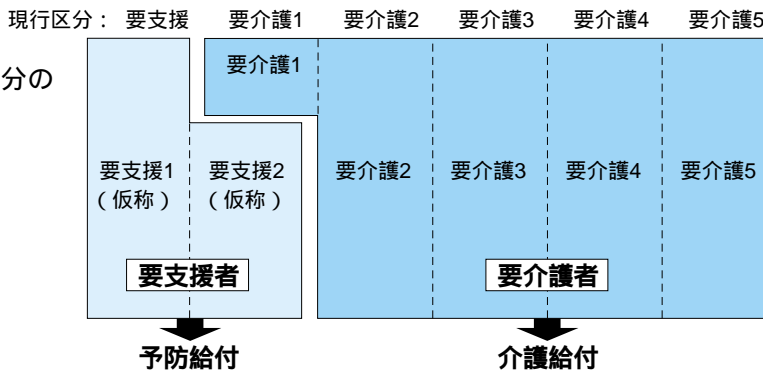 現行区分： 要支援 要介護1 要介護2 要介護3 要介護4 要介護5
分の
要介護1
要支援1 要支援2 要介護2 要介護3 要介護4 要介護5
（仮称） （仮称）
要支援者 要介護者
予防給付 介護給付